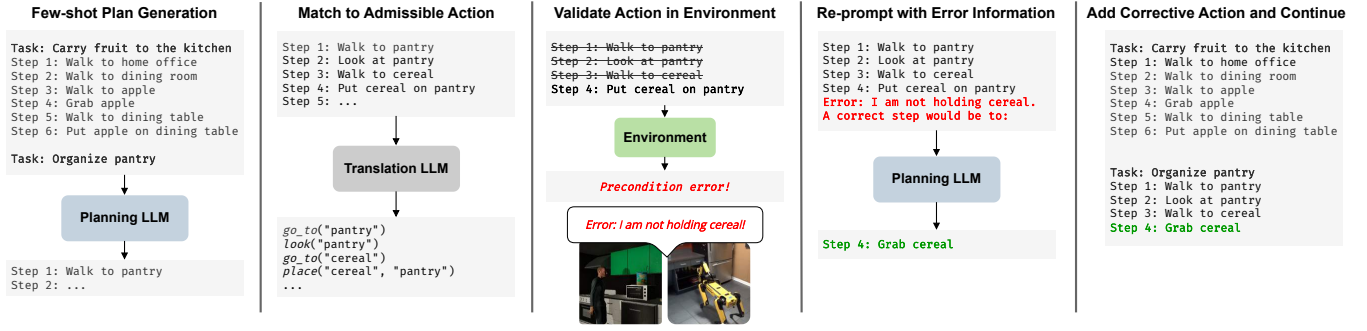 Few-shot Plan Generation
Task: Carry fruit to the kitchen
Step 1: Walk to home office
Step 2: Walk to dining room
Step 3: Walk to apple
Step 4: Grab apple
Step 5: Walk to dining table
Step 6: Put apple on dining table
Task: Organize pantry
Planning LLM
Step 1: Walk to pantry
Step 2: ...
Match to Admissible Action
Step 1: Walk to pantry
Step 2: Look at pantry
Step 3: Walk to cereal
Step 4: Put cereal on pantry
Step 5: ...
Translation LLM
go_to("pantry")
look("pantry")
go_to("cereal")
place("cereal", "pantry")
...
Validate Action in Environment
Step 1: Walk to pantry
Step 2: Look at pantry
Step 3: Walk to cereal
Step 4: Put cereal on pantry
Environment
Precondition error!
Error: I am not holding cereal!
Re-prompt with Error Information
Step 1: Walk to pantry
Step 2: Look at pantry
Step 3: Walk to cereal
Step 4: Put cereal on pantry
Error: I am not holding cereal.
A correct step would be to:
Planning LLM
Step 4: Grab cereal
Add Corrective Action and Continue
Task: Carry fruit to the kitchen
Step 1: Walk to home office
Step 2: Walk to dining room
Step 3: Walk to apple
Step 4: Grab apple
Step 5: Walk to dining table
Step 6: Put apple on dining table
Task: Organize pantry
Step 1: Walk to pantry
Step 2: Look at pantry
Step 3: Walk to cereal
Step 4: Grab cereal